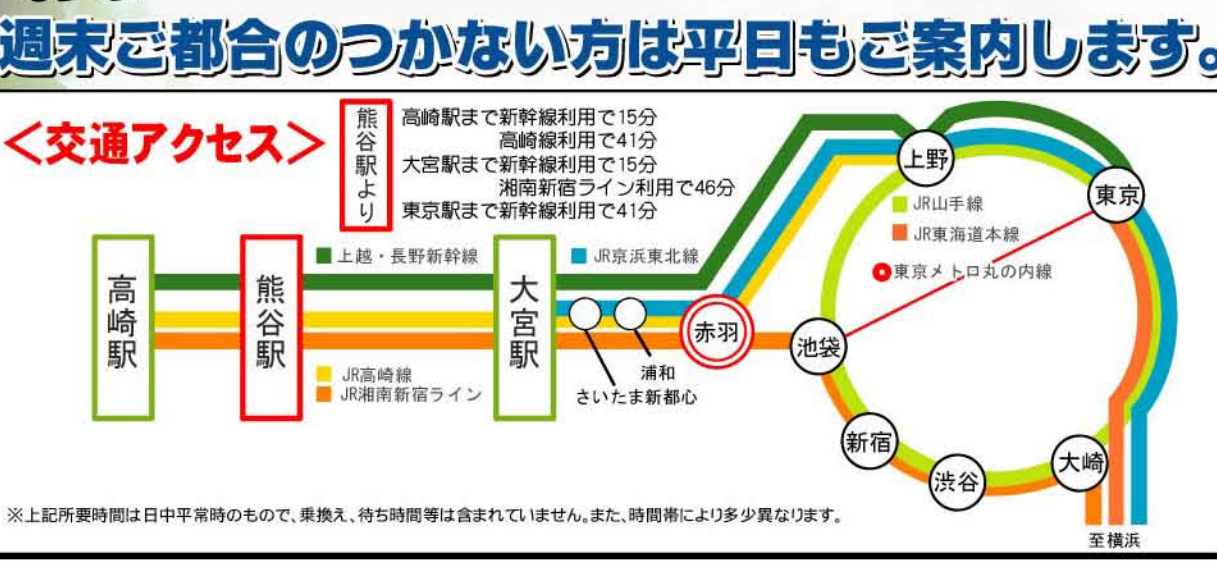 週末ご都合のつかない方は平日もご案内します。
＜交通アクセス＞
熊谷駅より
高崎駅まで新幹線利用で15分
高崎線利用で41分
大宮駅まで新幹線利用で15分
湘南新宿ライン利用で46分
東京駅まで新幹線利用で41分
上越・長野新幹線
JR京浜東北線
JR山手線
JR東海道本線
東京メトロ丸の内線
上野
東京
高崎駅
熊谷駅
大宮駅
赤羽
池袋
浦和
さいたま新都心
JR高崎線
JR湘南新宿ライン
新宿
渋谷
大崎
至横浜
※上記所要時間は日中平常時のもので、乗換え、待ち時間等は含まれていません。また、時間帯により多少異なります。